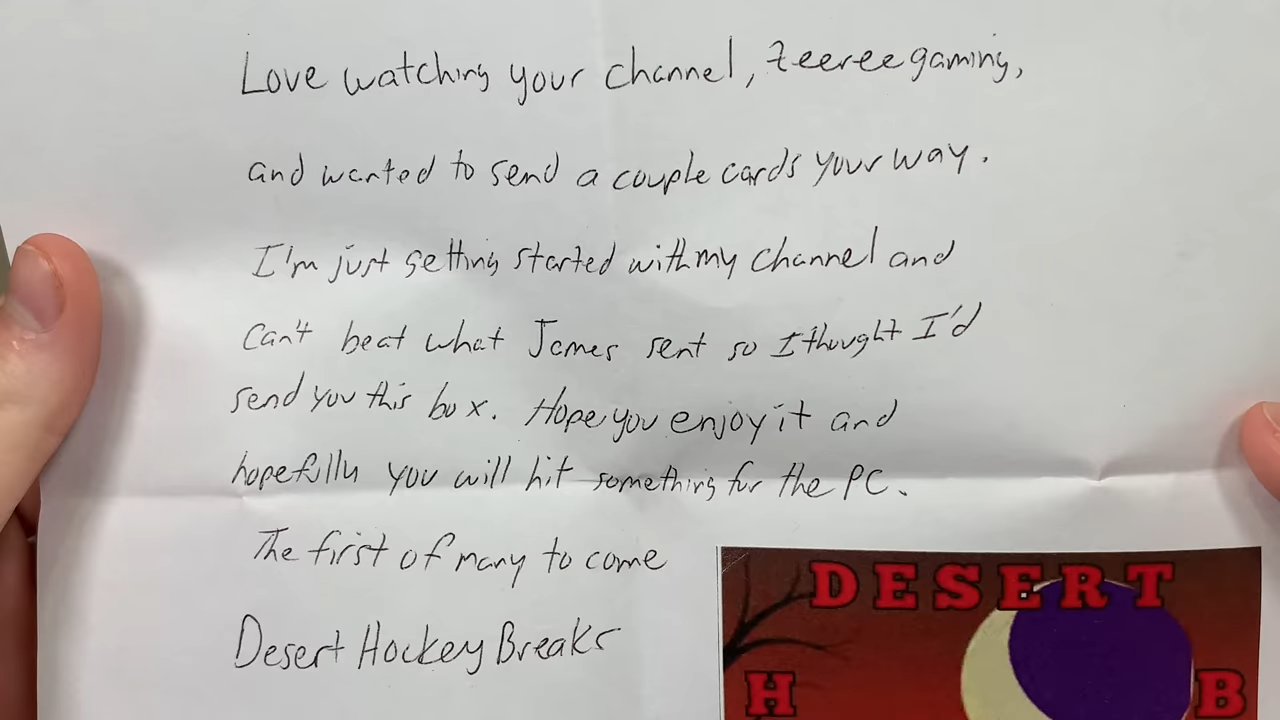 Love watching your channel, zeereegaming,
and wanted to send a couple cards your way.
I'm just getting started with my channel and
can't beat what James sent so I thought I'd
send you this box. Hope you enjoy it and
hopefully you will hit something for the PC.
The first of many to come
Desert Hockey Breaks
DESERT
H B